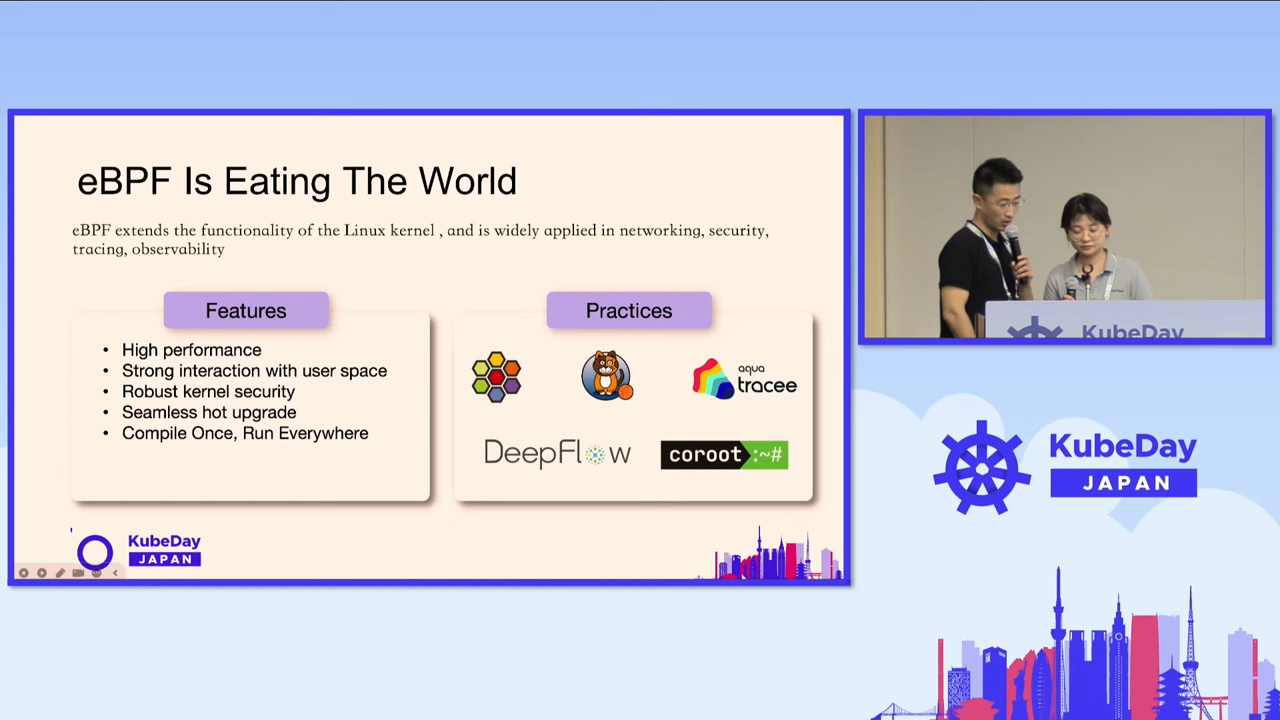 eBPF Is Eating The World
eBPF extends the functionality of the Linux kernel , and is widely applied in networking, security,
tracing, observability
Features
• High performance
• Strong interaction with user space
• Robust kernel security
• Seamless hot upgrade
• Compile Once, Run Everywhere
Practices
aqua
tracee
DeepFlow
coroot:~#
KubeDay
JAPAN
KubeDay
KubeDay
JAPAN